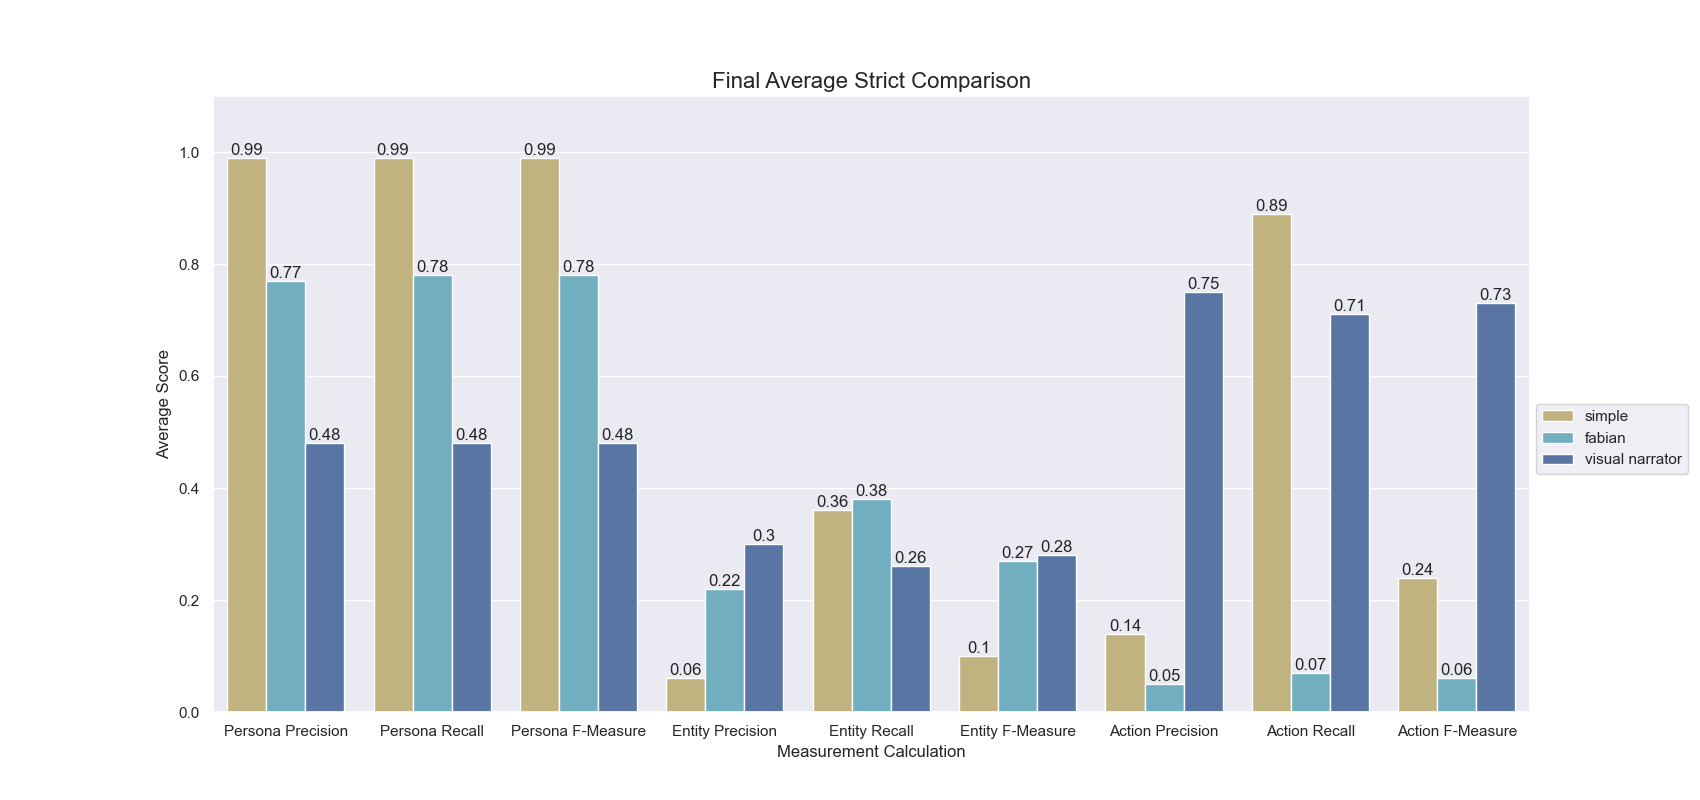 Final Average Strict Comparison
Average Score
1.0
0.8
0.6
0.4
0.2
0.0
0.99 0.77 0.48
0.99 0.78 0.48
0.99 0.78 0.48
0.06 0.22 0.3
0.36 0.38 0.26
0.1 0.27 0.28
0.14 0.05 0.75
0.89 0.07 0.71
0.24 0.06 0.73
Persona Precision Persona Recall Persona F-Measure Entity Precision Entity Recall Entity F-Measure Action Precision Action Recall Action F-Measure
Measurement Calculation
simple
fabian
visual narrator